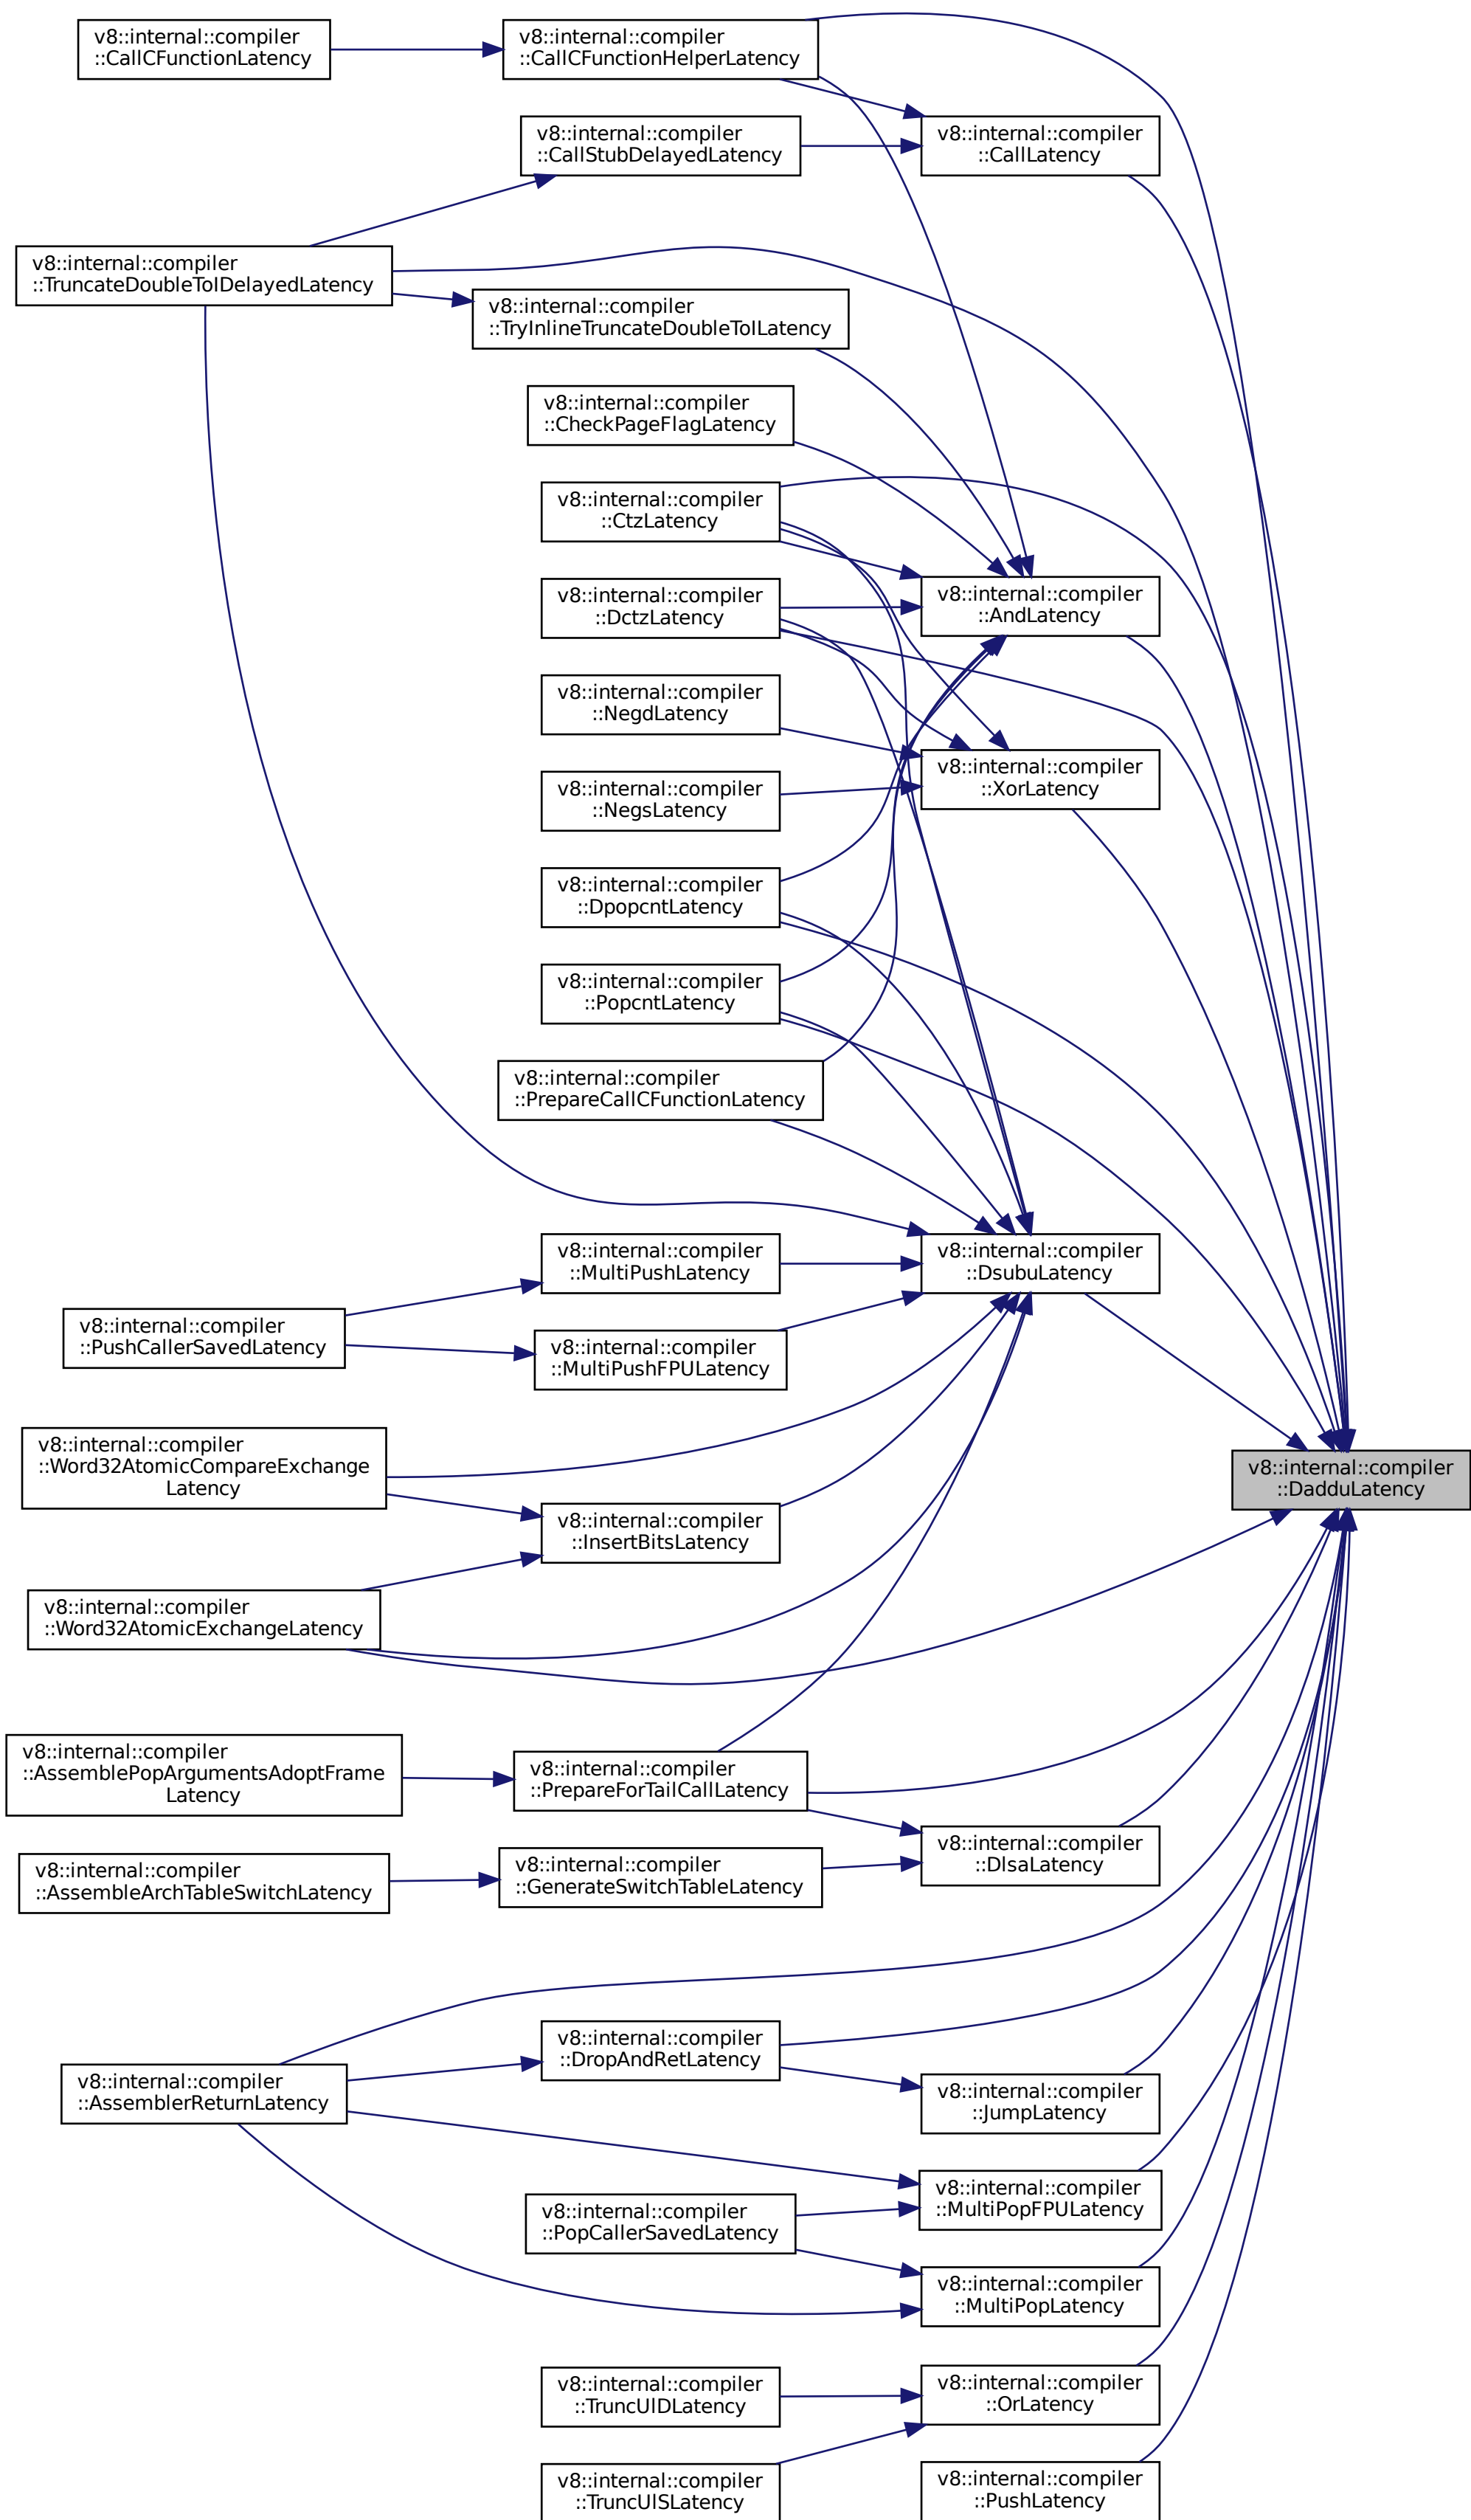 v8::internal::compiler
::CallCFunctionLatency
v8::internal::compiler
::CallCFunctionHelperLatency
v8::internal::compiler
::CallStubDelayedLatency
v8::internal::compiler
::CallLatency
v8::internal::compiler
::TruncateDoubleToIDelayedLatency
v8::internal::compiler
::TryInlineTruncateDoubleToILatency
v8::internal::compiler
::CheckPageFlagLatency
v8::internal::compiler
::CtzLatency
v8::internal::compiler
::DctzLatency
v8::internal::compiler
::AndLatency
v8::internal::compiler
::NegdLatency
v8::internal::compiler
::XorLatency
v8::internal::compiler
::NegsLatency
v8::internal::compiler
::DpopcntLatency
v8::internal::compiler
::PopcntLatency
v8::internal::compiler
::PrepareCallCFunctionLatency
v8::internal::compiler
::MultiPushLatency
v8::internal::compiler
::DsubuLatency
v8::internal::compiler
::PushCallerSavedLatency
v8::internal::compiler
::MultiPushFPULatency
v8::internal::compiler
::Word32AtomicCompareExchange
Latency
v8::internal::compiler
::DadduLatency
v8::internal::compiler
::InsertBitsLatency
v8::internal::compiler
::Word32AtomicExchangeLatency
v8::internal::compiler
::AssemblePopArgumentsAdoptFrame
Latency
v8::internal::compiler
::PrepareForTailCallLatency
v8::internal::compiler
::DlsaLatency
v8::internal::compiler
::AssembleArchTableSwitchLatency
v8::internal::compiler
::GenerateSwitchTableLatency
v8::internal::compiler
::DropAndRetLatency
v8::internal::compiler
::AssemblerReturnLatency
v8::internal::compiler
::JumpLatency
v8::internal::compiler
::MultiPopFPULatency
v8::internal::compiler
::PopCallerSavedLatency
v8::internal::compiler
::MultiPopLatency
v8::internal::compiler
::TruncUlDLatency
v8::internal::compiler
::OrLatency
v8::internal::compiler
::TruncUlSLatency
v8::internal::compiler
::PushLatency